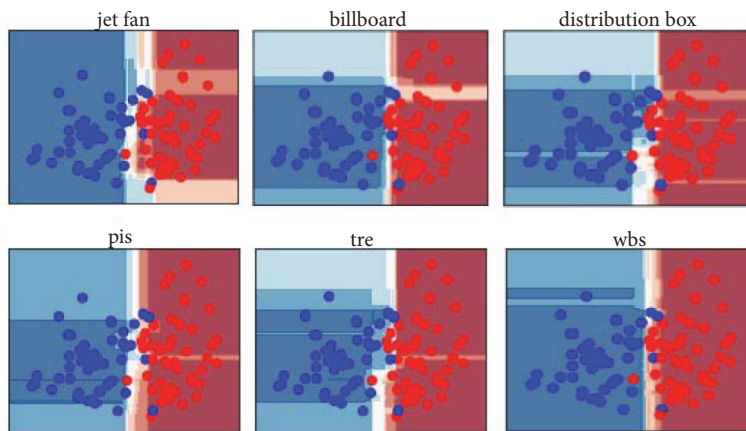 jet fan
billboard
distribution box
pis
tre
wbs